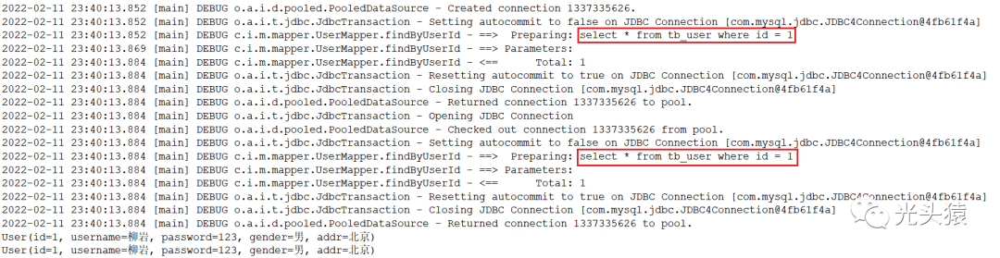 2022-02-11 23:40:13.852 [main] DEBUG o.a.i.d.pooled.PooledDataSource - Created connection 1337335626.
2022-02-11 23:40:13.852 [main] DEBUG o.a.i.t.jdbc.JdbcTransaction - Setting autocommit to false on JDBC Connection [com.mysql.jdbc.JDBC4Connection@4fb61f4a]
2022-02-11 23:40:13.852 [main] DEBUG c.i.m.mapper.UserMapper.findByUserId - ==>  Preparing: select * from tb_user where id = 1
2022-02-11 23:40:13.869 [main] DEBUG c.i.m.mapper.UserMapper.findByUserId - ==> Parameters:
2022-02-11 23:40:13.884 [main] DEBUG c.i.m.mapper.UserMapper.findByUserId - <==      Total: 1
2022-02-11 23:40:13.884 [main] DEBUG o.a.i.t.jdbc.JdbcTransaction - Resetting autocommit to true on JDBC Connection [com.mysql.jdbc.JDBC4Connection@4fb61f4a]
2022-02-11 23:40:13.884 [main] DEBUG o.a.i.t.jdbc.JdbcTransaction - Closing JDBC Connection [com.mysql.jdbc.JDBC4Connection@4fb61f4a]
2022-02-11 23:40:13.884 [main] DEBUG o.a.i.d.pooled.PooledDataSource - Returned connection 1337335626 to pool.
2022-02-11 23:40:13.884 [main] DEBUG o.a.i.t.jdbc.JdbcTransaction - Opening JDBC Connection
2022-02-11 23:40:13.884 [main] DEBUG o.a.i.d.pooled.PooledDataSource - Checked out connection 1337335626 from pool.
2022-02-11 23:40:13.884 [main] DEBUG o.a.i.t.jdbc.JdbcTransaction - Setting autocommit to false on JDBC Connection [com.mysql.jdbc.JDBC4Connection@4fb61f4a]
2022-02-11 23:40:13.884 [main] DEBUG c.i.m.mapper.UserMapper.findByUserId - ==>  Preparing: select * from tb_user where id = 1
2022-02-11 23:40:13.884 [main] DEBUG c.i.m.mapper.UserMapper.findByUserId - ==> Parameters:
2022-02-11 23:40:13.884 [main] DEBUG c.i.m.mapper.UserMapper.findByUserId - <==      Total: 1
2022-02-11 23:40:13.884 [main] DEBUG o.a.i.t.jdbc.JdbcTransaction - Resetting autocommit to true on JDBC Connection [com.mysql.jdbc.JDBC4Connection@4fb61f4a]
2022-02-11 23:40:13.884 [main] DEBUG o.a.i.t.jdbc.JdbcTransaction - Closing JDBC Connection [com.mysql.jdbc.JDBC4Connection@4fb61f4a]
2022-02-11 23:40:13.884 [main] DEBUG o.a.i.d.pooled.PooledDataSource - Returned connection 1337335626 to pool.
User(id=1, username=柳岩, password=123, gender=男, addr=北京)
User(id=1, username=柳岩, password=123, gender=男, addr=北京)
光头猿